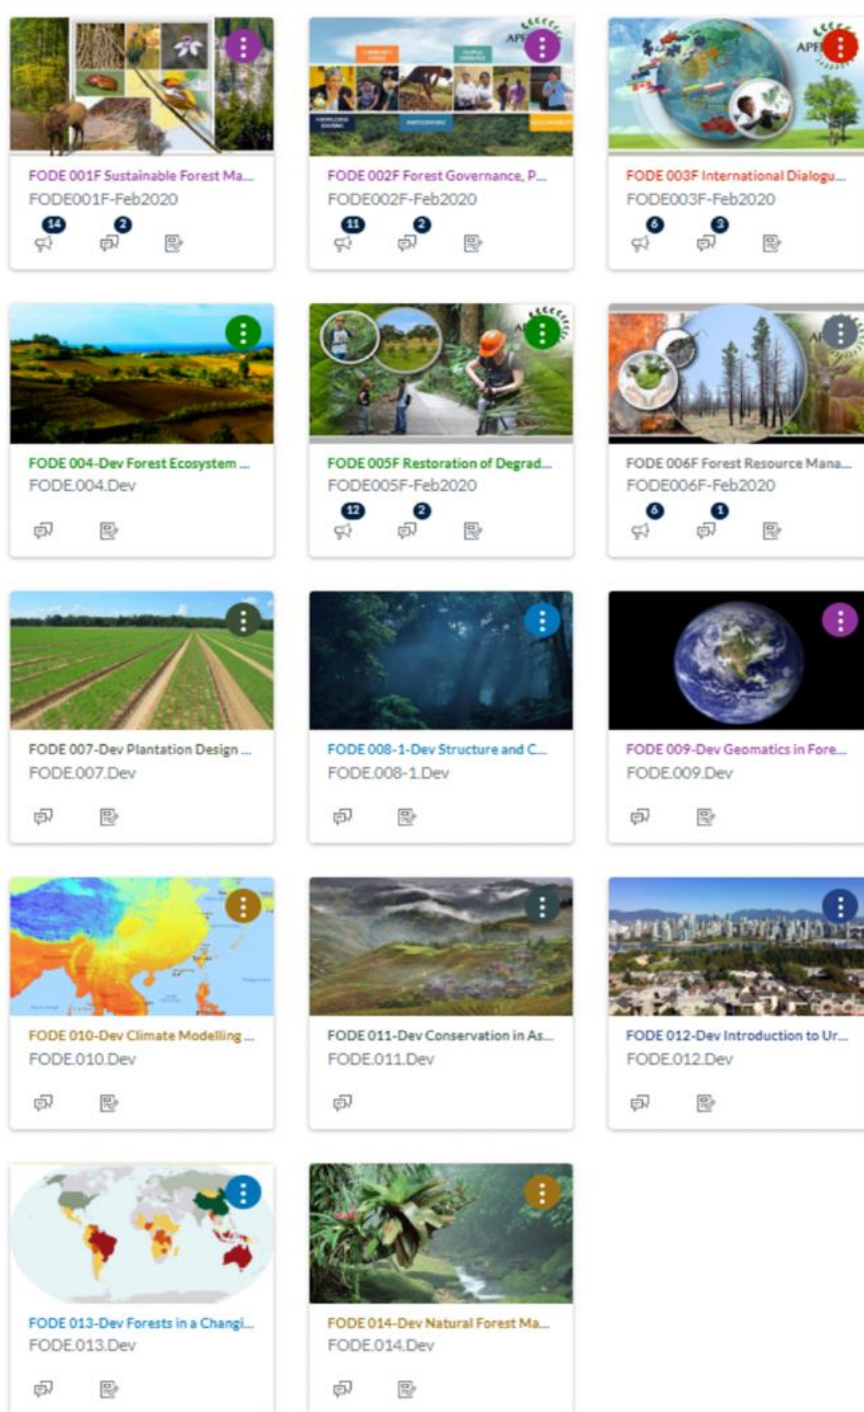 FODE 001F Sustainable Forest Ma...
FODE001F-Feb2020
14
2
COMMUNITY
PEOPLE
KNOWLEDGE
SHARING
PARTICIPATORY
FODE 002F Forest Governance, P...
FODE002F-Feb2020
11
2
FODE 003F International Dialogu...
FODE003F-Feb2020
6
3
FODE 004-Dev Forest Ecosystem ...
FODE.004.Dev
FODE 005F Restoration of Degrad...
FODE005F-Feb2020
12
2
FODE 006F Forest Resource Mana...
FODE006F-Feb2020
6
1
FODE 007-Dev Plantation Design ...
FODE.007.Dev
FODE 008-1-Dev Structure and C...
FODE.008-1.Dev
FODE 009-Dev Geomatics in Fore...
FODE.009.Dev
FODE 010-Dev Climate Modelling ...
FODE.010.Dev
FODE 011-Dev Conservation in As...
FODE.011.Dev
FODE 012-Dev Introduction to Ur...
FODE.012.Dev
FODE 013-Dev Forests in a Changi...
FODE.013.Dev
FODE 014-Dev Natural Forest Ma...
FODE.014.Dev